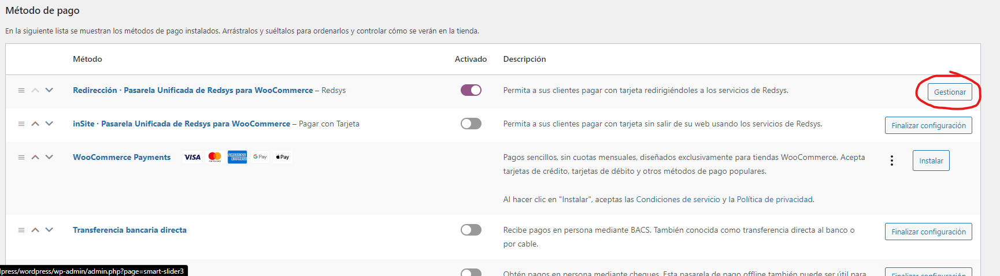 Método de pago
En la siguiente lista se muestran los métodos de pago instalados. Arrástralos y suéltalos para ordenarlos y controlar cómo se verán en la tienda.
Método Activado Descripción
Redirección · Pasarela Unificada de Redsys para WooCommerce – Redsys Permita a sus clientes pagar con tarjeta redirigiéndoles a los servicios de Redsys. Gestionar
inSite · Pasarela Unificada de Redsys para WooCommerce – Pagar con Tarjeta Permita a sus clientes pagar con tarjeta sin salir de su web usando los servicios de Redsys. Finalizar configuración
WooCommerce Payments VISA AMERICAN EXPRESS G Pay Pay Pagos sencillos, sin cuotas mensuales, diseñados exclusivamente para tiendas WooCommerce. Acepta Instalar
tarjetas de crédito, tarjetas de débito y otros métodos de pago populares.
Al hacer clic en "Instalar", aceptas las Condiciones de servicio y la Política de privacidad.
Transferencia bancaria directa Recibe pagos en persona mediante BACS. También conocida como transferencia directa al banco o Finalizar configuración
por cable.
press/wordpress/wp-admin/admin.php?page=smart-slider3
Obtén pagos en persona mediante cheques. Esta pasarela de pago offline también puede ser útil para Finalizar configuración